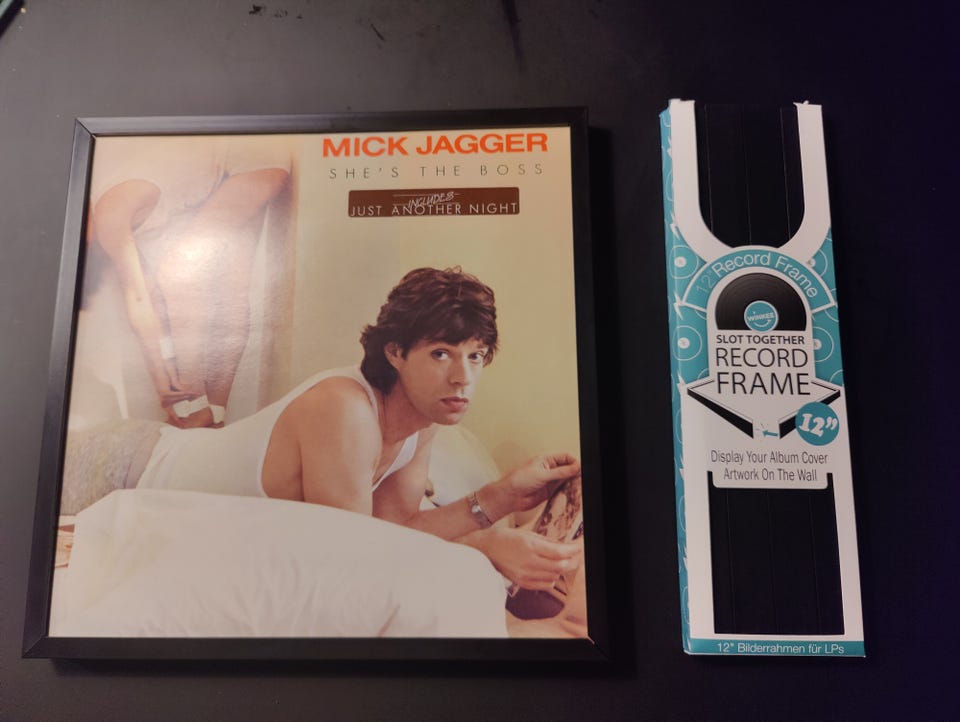 MICK JAGGER
SHE'S THE BOSS
INCLUDES
JUST ANOTHER NIGHT
12" Record Frame
WINKEE
SLOT TOGETHER
RECORD
FRAME
12"
Display Your Album Cover
Artwork On The Wall
12" Bilderrahmen für LPs